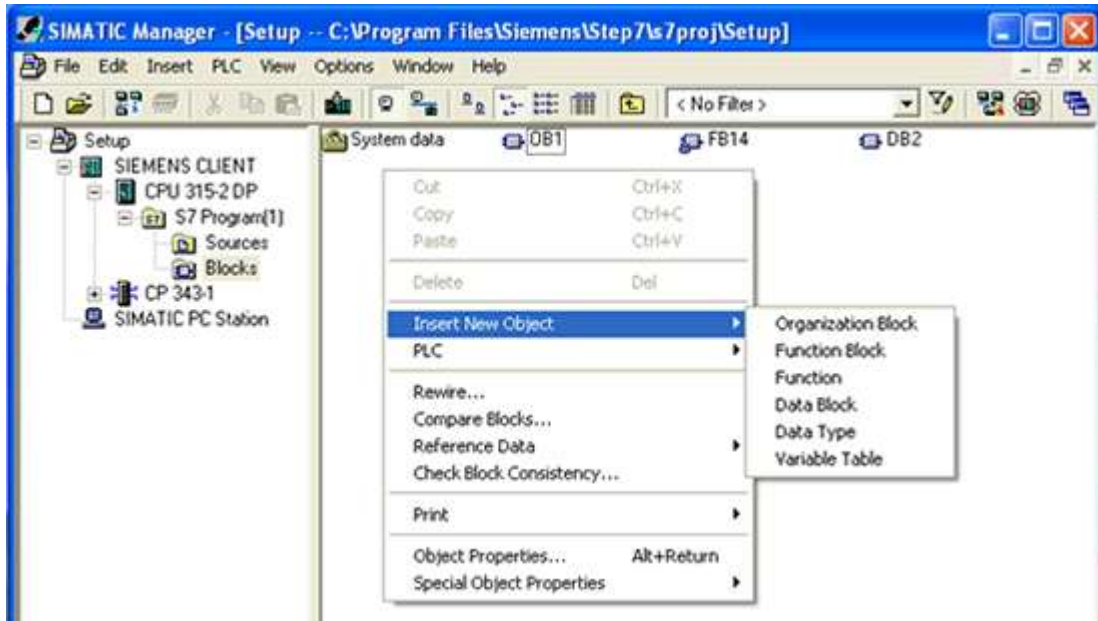 SIMATIC Manager - [Setup -- C:\Program Files\Siemens\Step7\s7proj\Setup]
File Edit Insert PLC View Options Window Help
< No Filter >
Setup
SIEMENS CLIENT
CPU 315-2 DP
S7 Program(1)
Sources
Blocks
CP 343-1
SIMATIC PC Station
System data OB1 FB14 DB2
Cut Ctrl+X
Copy Ctrl+C
Paste Ctrl+V
Delete Del
Insert New Object
PLC
Rewire...
Compare Blocks...
Reference Data
Check Block Consistency...
Print
Object Properties... Alt+Return
Special Object Properties
Organization Block
Function Block
Function
Data Block
Data Type
Variable Table